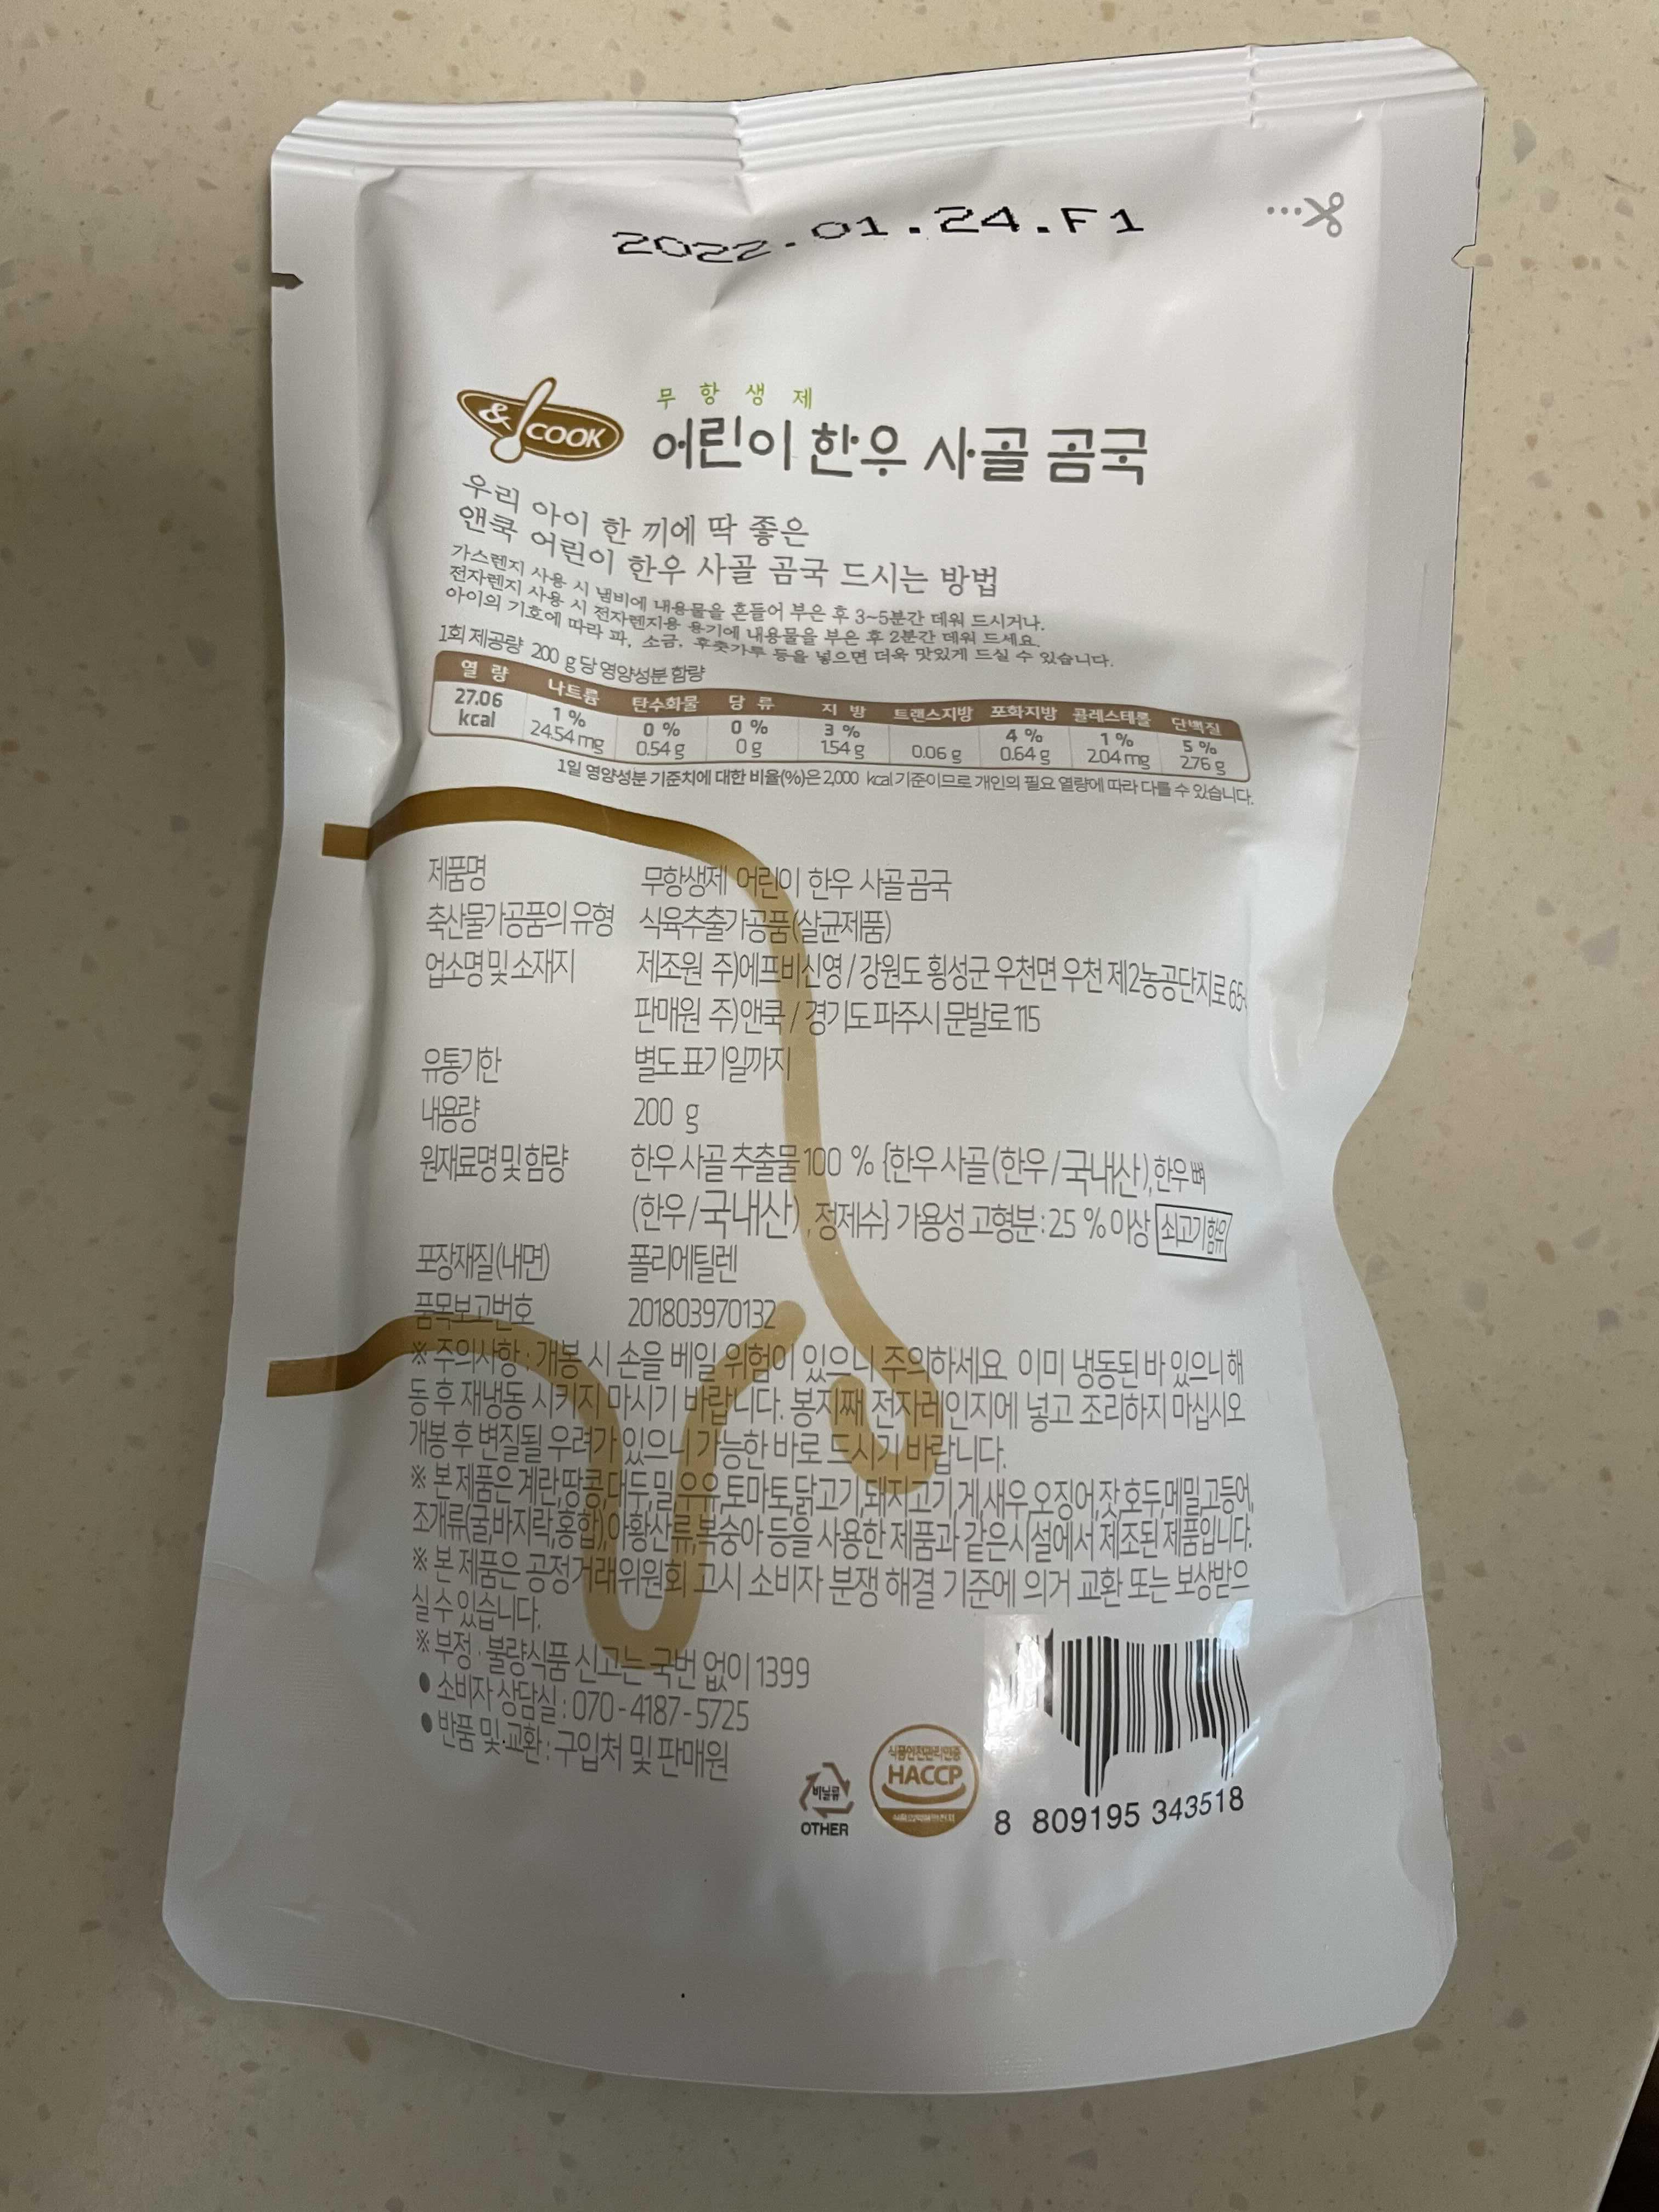 2022.01.24.F1
& COOK
무항생제
어린이 한우 사골 곰국
우리 아이 한 끼에 딱 좋은
앤쿡 어린이 한우 사골 곰국 드시는 방법
가스렌지 사용 시 냄비에 내용물을 흔들어 부은 후 3~5분간 데워 드시거나.
전자렌지 사용 시 전자렌지용 용기에 내용물을 부은 후 2분간 데워 드세요.
아이의 기호에 따라 파, 소금, 후춧가루 등을 넣으면 더욱 맛있게 드실 수 있습니다.
1회 제공량 200 g당 영양성분 함량
열 량 나트륨 탄수화물 당 류 지 방 트랜스지방 포화지방 콜레스테롤 단백질
27.06 1 % 0 % 0 % 3 % 4 % 1 % 5 %
kcal 24.54 mg 0.54 g 0 g 1.54 g 0.06 g 0.64 g 2.04 mg 2.76 g
1일 영양성분 기준치에 대한 비율(%)은 2,000 kcal 기준이므로 개인의 필요 열량에 따라 다를 수 있습니다.
제품명 무항생제 어린이 한우 사골곰국
축산물가공품의 유형 식육추출가공품(살균제품)
업소명 및 소재지 제조원 주)에프비신영 / 강원도 횡성군 우천면 우천 제2농공단지로
판매원 주)앤쿡 / 경기도 파주시 문발로 115
유통기한 별도 표기일까지
내용량 200 g
원재료명 및 함량 한우 사골 추출물 100 % {한우 사골(한우/국내산), 한우 뼈
(한우/국내산), 정제수} 가용성 고형분 : 2.5 % 이상 쇠고기 함유
포장재질(내면) 폴리에틸렌
품목보고번호 201803970132
※ 주의사항 : 개봉 시 손을 베일 위험이 있으니 주의하세요. 이미 냉동된 바 있으니 해
동 후 재냉동 시키지 마시기 바랍니다. 봉지째 전자레인지에 넣고 조리하지 마십시오
개봉 후 변질될 우려가 있으니 가능한 바로 드시기 바랍니다.
※ 본 제품은 계란,땅콩,대두,밀,우유,토마토,닭고기,돼지고기,게,새우,오징어,잣,호두,메밀,고등어,
조개류(굴,바지락,홍합),아황산류,복숭아 등을 사용한 제품과 같은 시설에서 제조된 제품입니다.
※ 본 제품은 공정거래위원회 고시 소비자 분쟁 해결 기준에 의거 교환 또는 보상받으
실 수 있습니다.
※ 부정 · 불량식품 신고는 국번 없이 1399
● 소비자 상담실 : 070-4187-5725
● 반품 및 교환 : 구입처 및 판매원
비닐류
OTHER
식품안전관리인증
HACCP
8 809195 343518